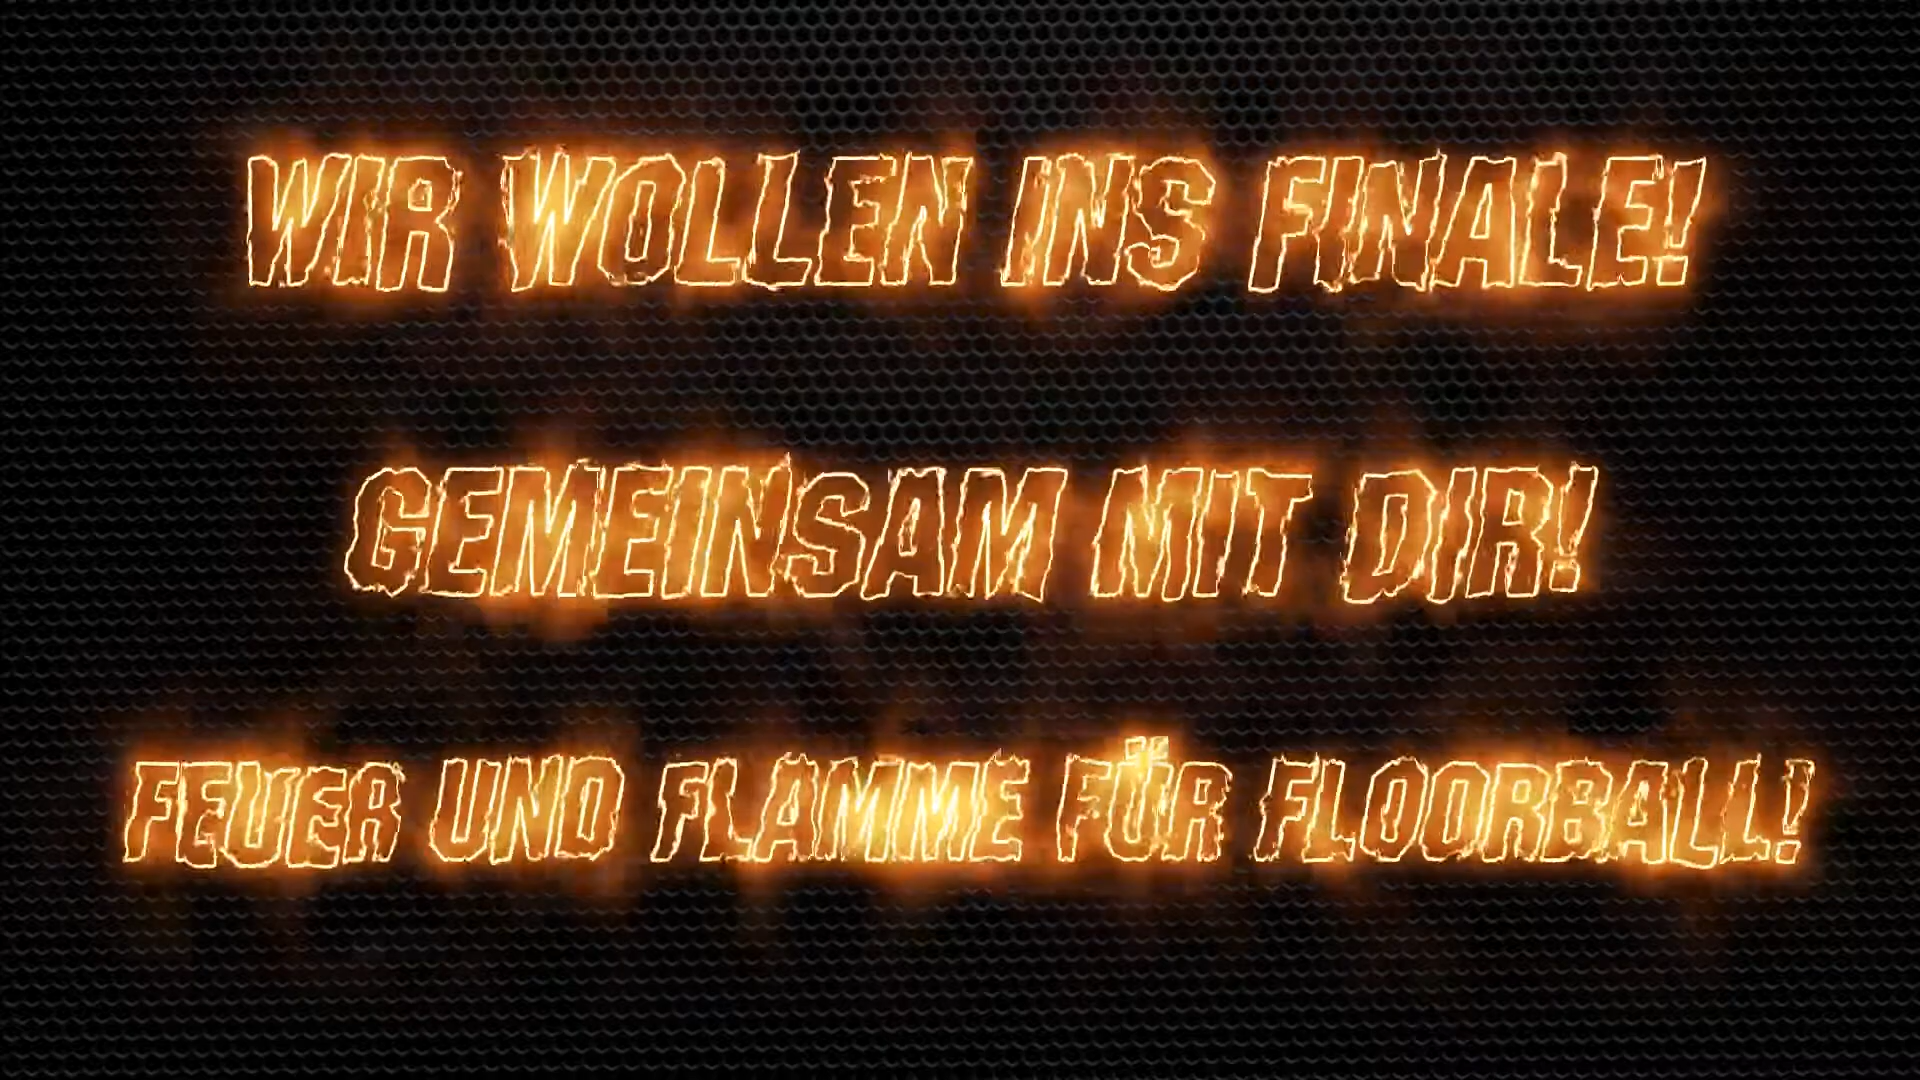 WIR WOLLEN INS FINALE!
GEMEINSAM MIT DIR!
FEUER UND FLAMME FÜR FLOORBALL!